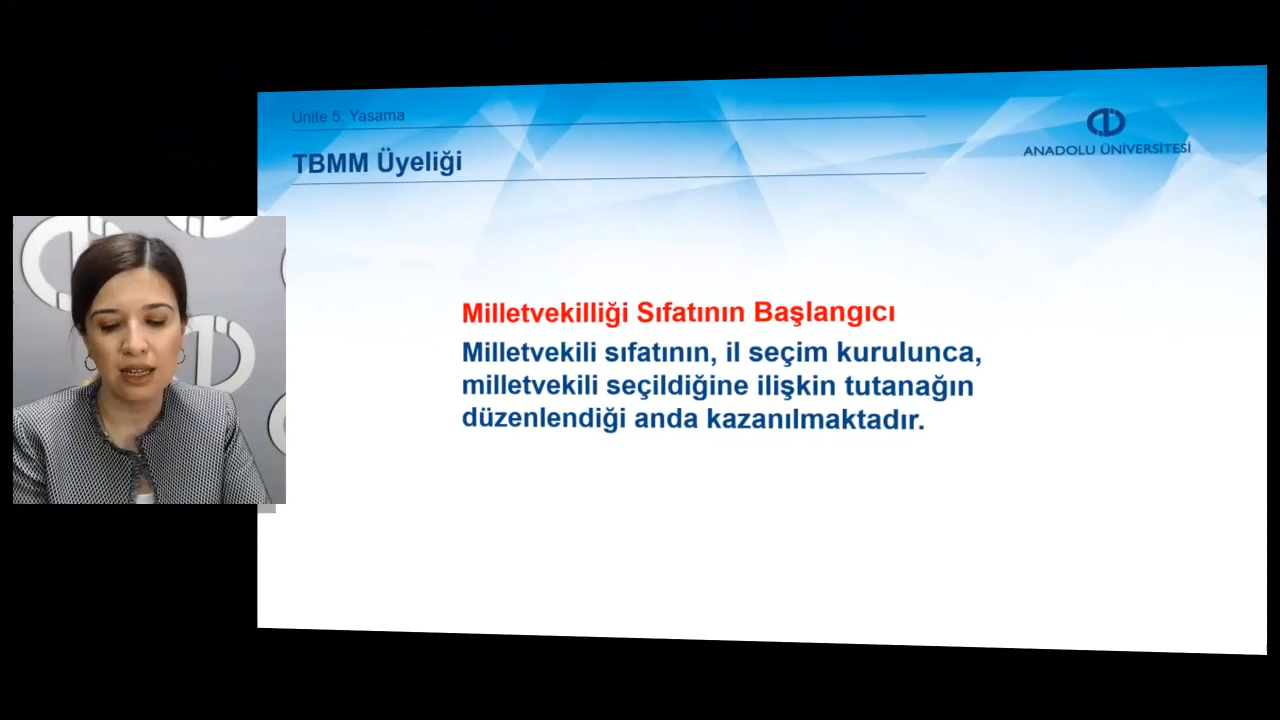 Ünite 5: Yasama
TBMM Üyeliği
ANADOLU ÜNİVERSİTESİ
Milletvekilliği Sıfatının Başlangıcı
Milletvekili sıfatının, il seçim kurulunca,
milletvekili seçildiğine ilişkin tutanağın
düzenlendiği anda kazanılmaktadır.